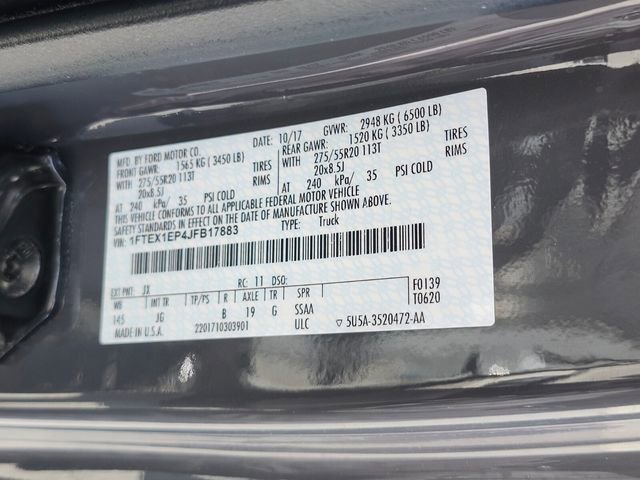 MFD. BY FORD MOTOR CO. DATE: 10/17 GVWR: 2948 KG ( 6500 LB)
FRONT GAWR: 1565 KG ( 3450 LB) REAR GAWR: 1520 KG ( 3350 LB)
WITH 275/55R20 113T TIRES WITH 275/55R20 113T TIRES
20x8.5J RIMS 20x8.5J RIMS
AT 240 kPa/ 35 PSI COLD AT 240 kPa/ 35 PSI COLD
THIS VEHICLE CONFORMS TO ALL APPLICABLE FEDERAL MOTOR VEHICLE
SAFETY STANDARD IN EFFECT ON THE DATE OF MANUFACTURE SHOWN ABOVE.
VIN: 1FTEX1EP4JFB17883 TYPE: Truck
EXT PNT: JX RC: 11 DSO: F0139
WB INT TR TP/PS R AXLE TR SPR T0620
145 JG B 19 G SSAA
MADE IN U.S.A. 2201710303901 ULC ▽ 5U5A-3520472-AA